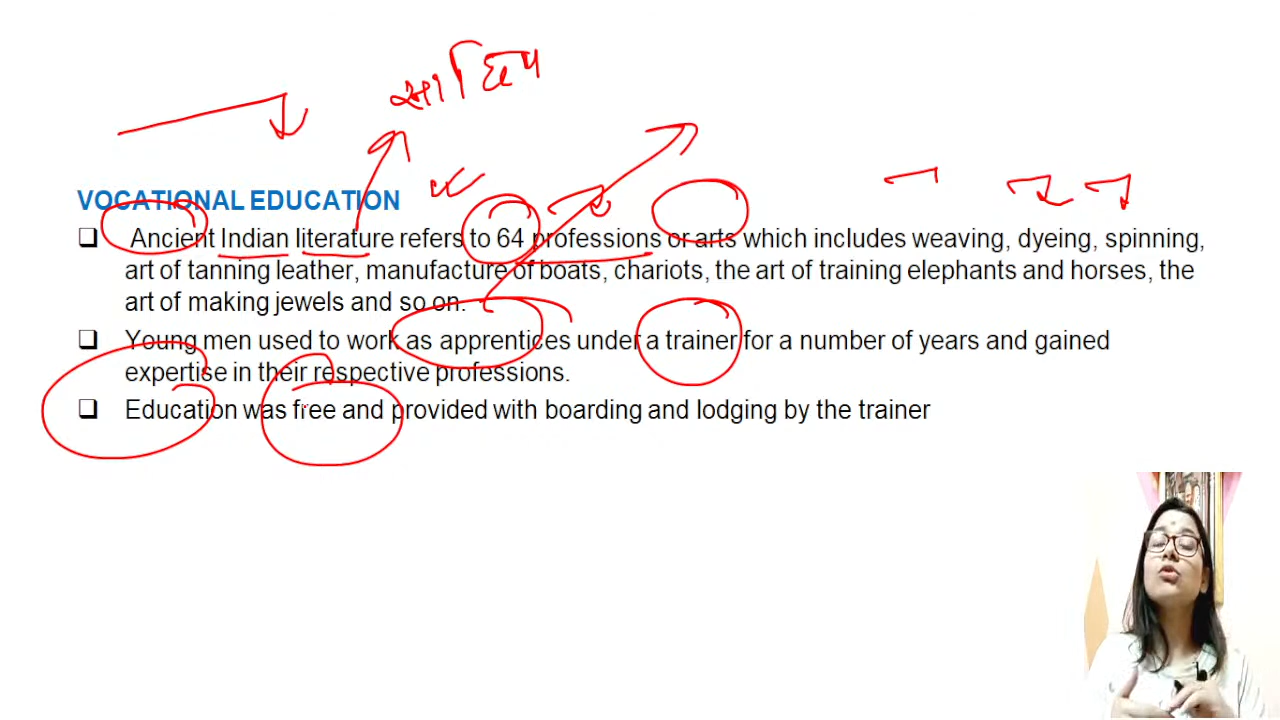 साहित्य
VOCATIONAL EDUCATION
❑ Ancient Indian literature refers to 64 professions or arts which includes weaving, dyeing, spinning,
art of tanning leather, manufacture of boats, chariots, the art of training elephants and horses, the
art of making jewels and so on.
❑ Young men used to work as apprentices under a trainer for a number of years and gained
expertise in their respective professions.
❑ Education was free and provided with boarding and lodging by the trainer